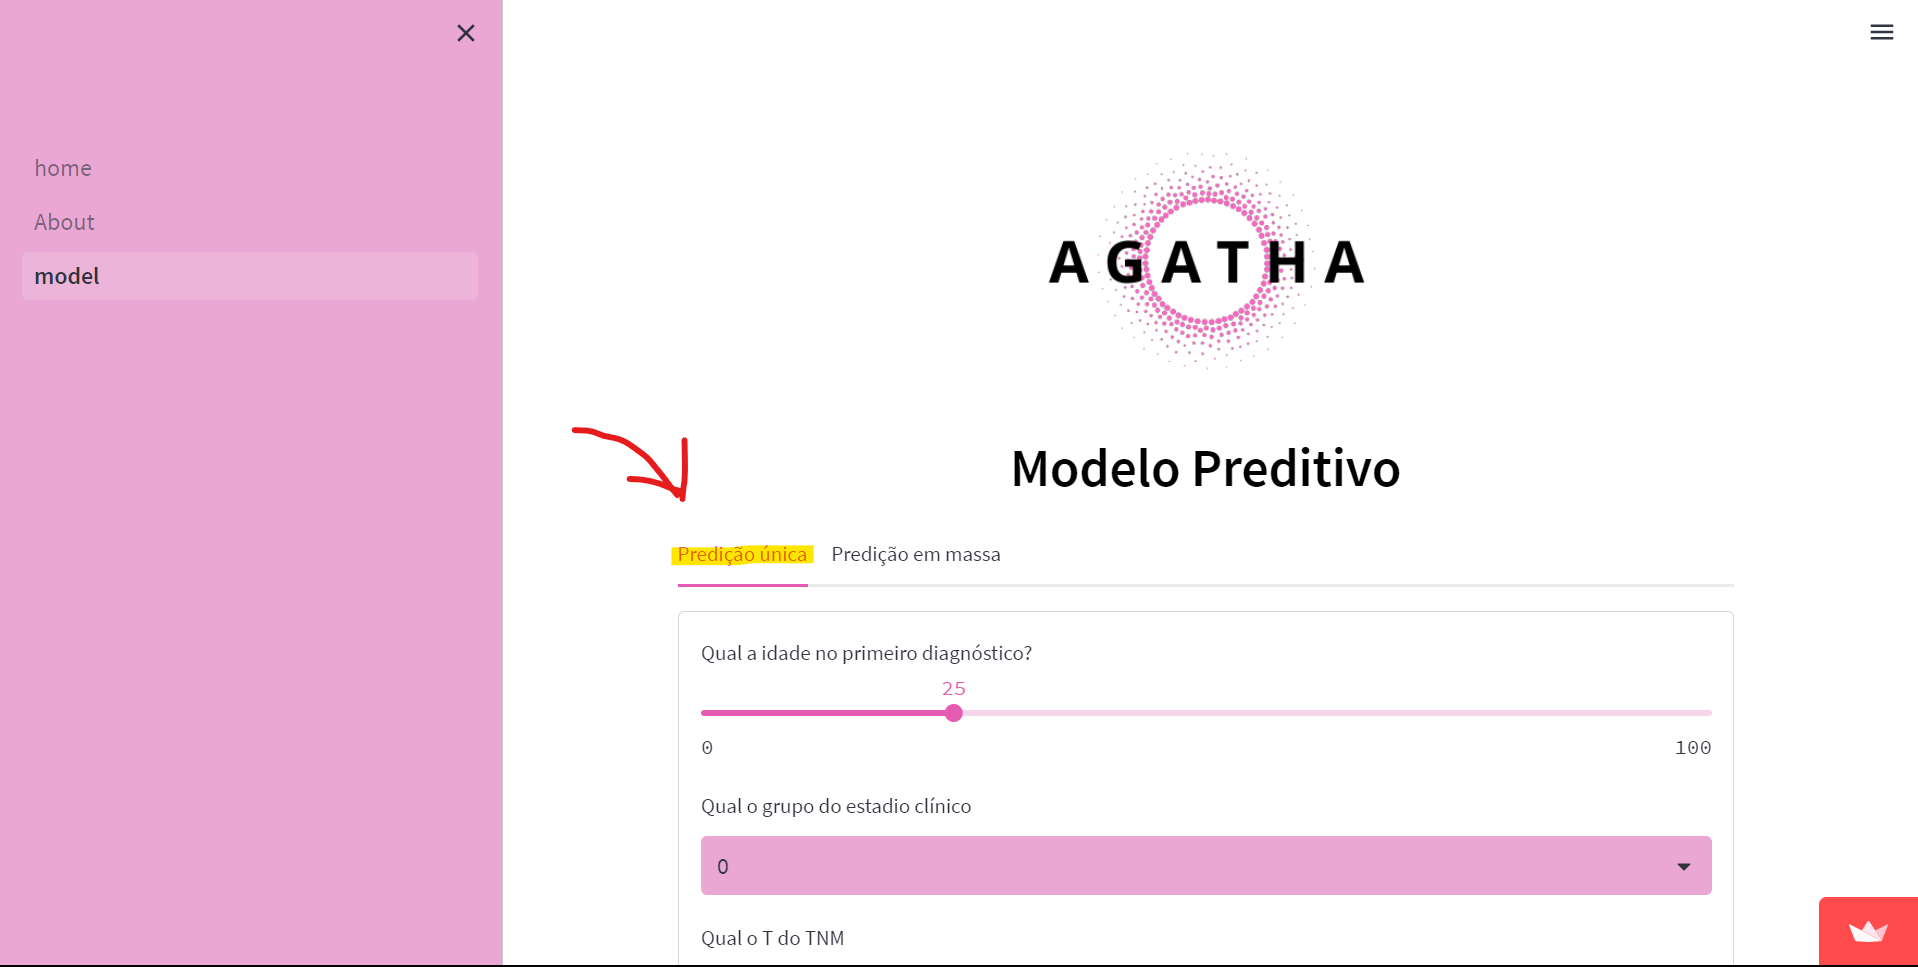 home
About
model
AGATHA
Modelo Preditivo
Predição única Predição em massa
Qual a idade no primeiro diagnóstico?
25
0 100
Qual o grupo do estadio clínico
0
Qual o T do TNM